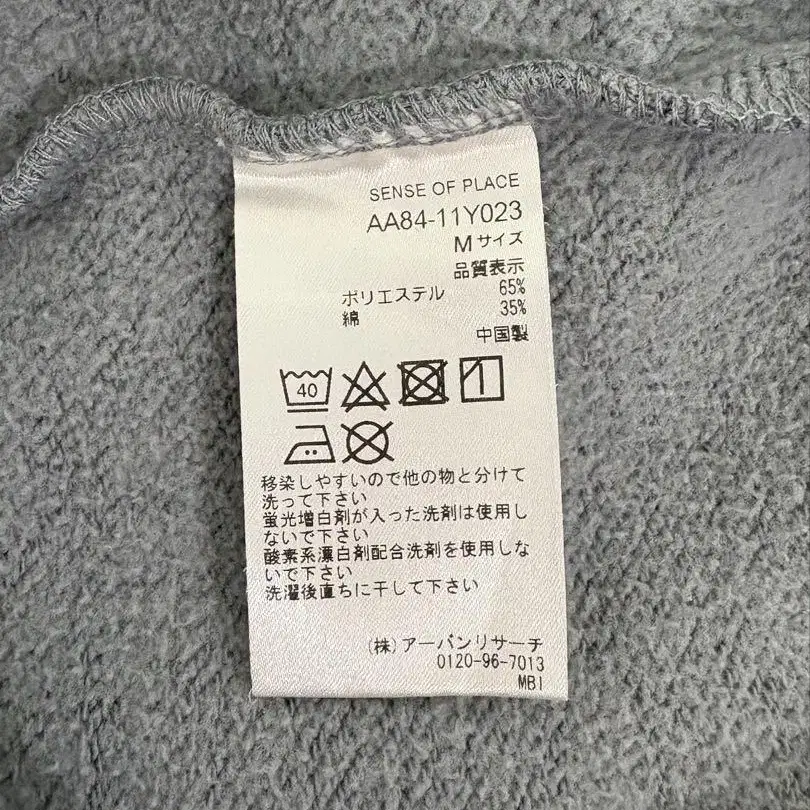 SENSE OF PLACE
AA84-11Y023
Mサイズ
品質表示
ポリエステル 65%
綿 35%
中国製
40
移染しやすいので他の物と分けて
洗って下さい
蛍光増白剤が入った洗剤は使用し
ないで下さい
酸素系漂白剤配合洗剤を使用しな
いで下さい
洗濯後直ちに干して下さい
(株)アーバンリサーチ
0120-96-7013
MBI